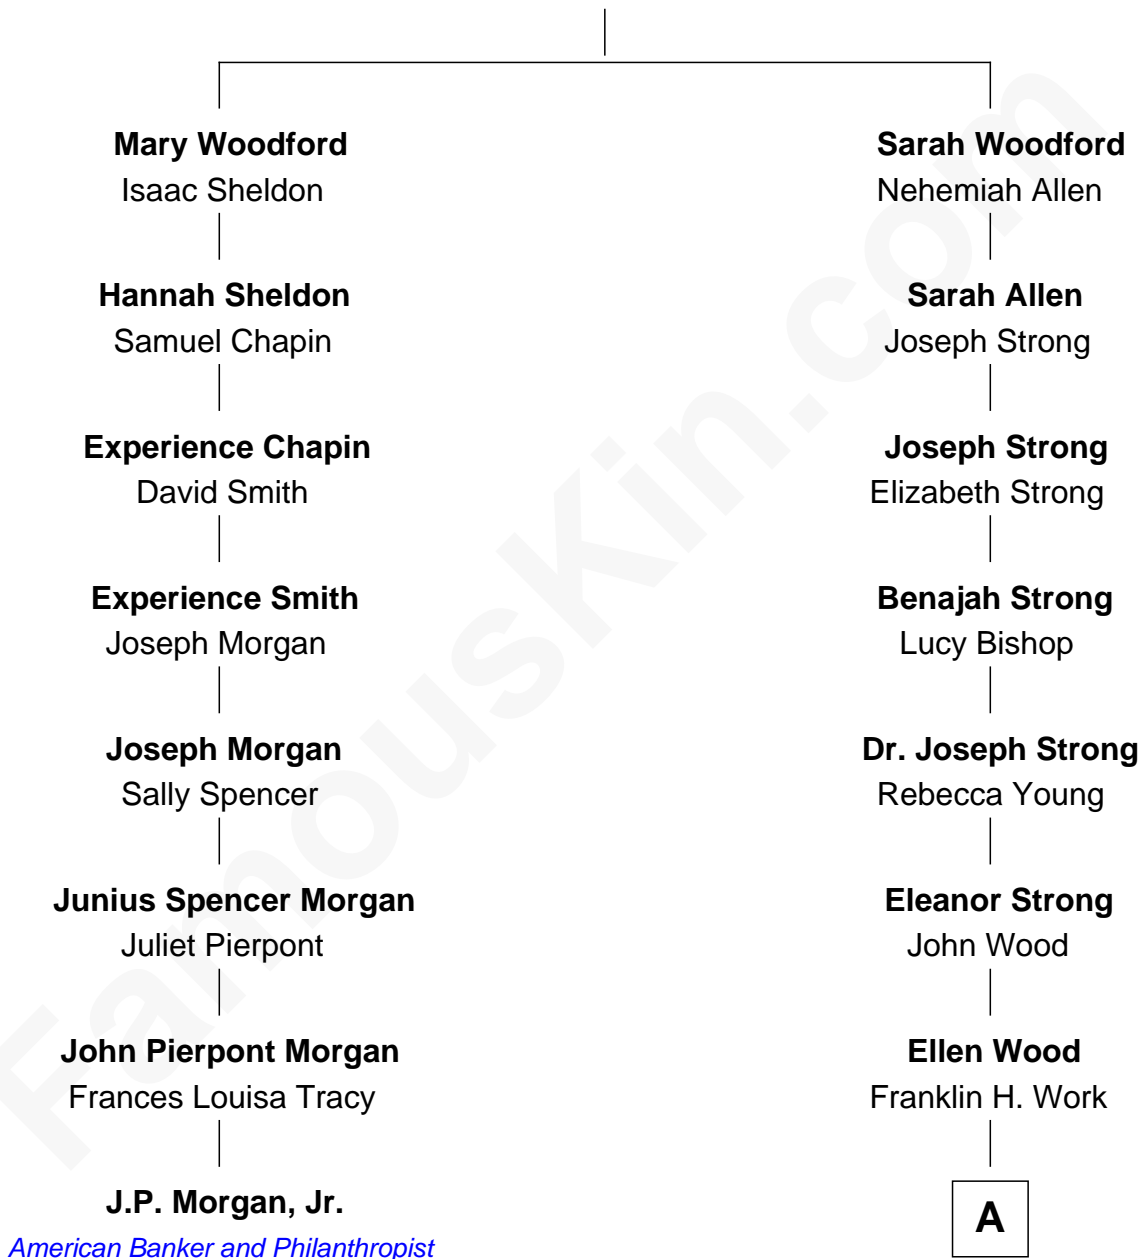 Mary Woodford
Isaac Sheldon
Hannah Sheldon
Samuel Chapin
Experience Chapin
David Smith
Experience Smith
Joseph Morgan
Joseph Morgan
Sally Spencer
Junius Spencer Morgan
Juliet Pierpont
John Pierpont Morgan
Frances Louisa Tracy
J.P. Morgan, Jr.
American Banker and Philanthropist
Sarah Woodford
Nehemiah Allen
Sarah Allen
Joseph Strong
Joseph Strong
Elizabeth Strong
Benajah Strong
Lucy Bishop
Dr. Joseph Strong
Rebecca Young
Eleanor Strong
John Wood
Ellen Wood
Franklin H. Work
A
FamousKin.com